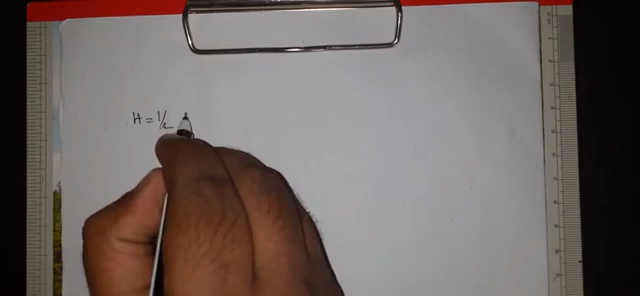 H = 1/2